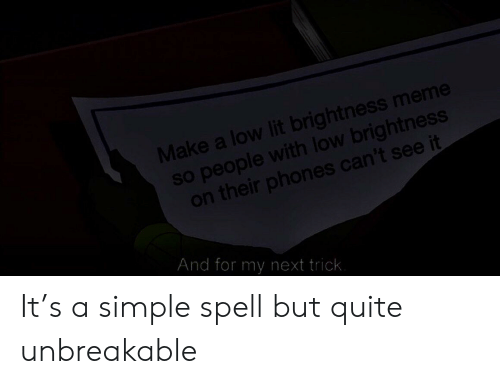 Make a low lit brightness meme
so people with low brightness
on their phones can't see it
And for my next trick.
It’s a simple spell but quite
unbreakable